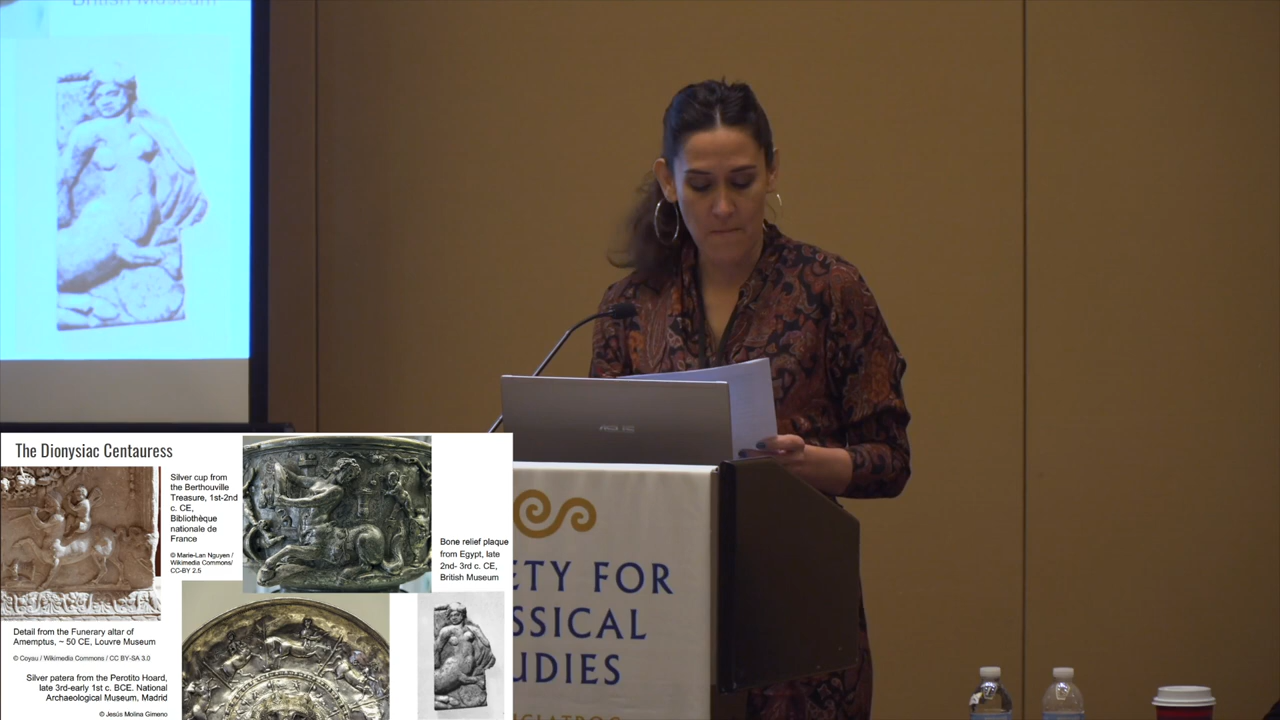 British Museum
The Dionysiac Centauress
Silver cup from
the Berthouville
Treasure, 1st-2nd
c. CE,
Bibliothèque
nationale de
France
© Marie-Lan Nguyen /
Wikimedia Commons/
CC-BY 2.5
Bone relief plaque
from Egypt, late
2nd- 3rd c. CE,
British Museum
Detail from the Funerary altar of
Amemptus, ~ 50 CE, Louvre Museum
© Coyau / Wikimedia Commons / CC BY-SA 3.0
Silver patera from the Perotito Hoard,
late 3rd-early 1st c. BCE. National
Archaeological Museum, Madrid
© Jesús Molina Gimeno
ASUS
ETY FOR
SSICAL
UDIES